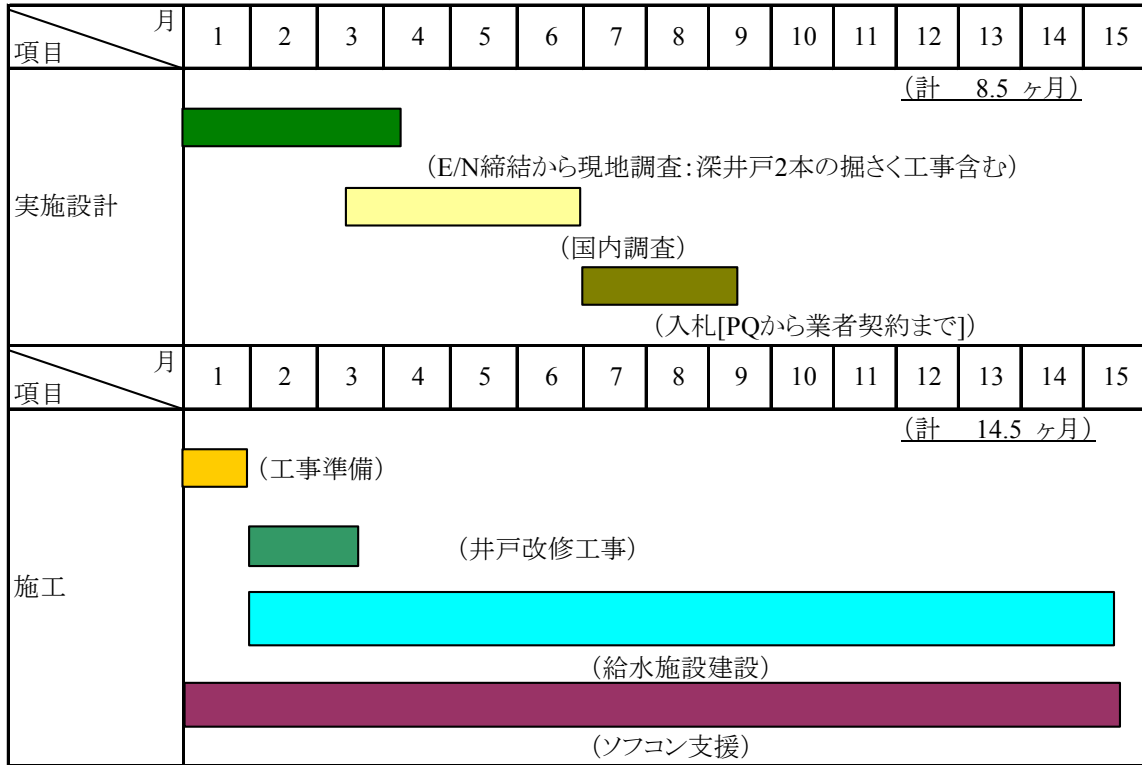 月 1 2 3 4 5 6 7 8 9 10 11 12 13 14 15
項目
(計 8.5 ヶ月)
(E/N締結から現地調査:深井戸2本の掘さく工事含む)
実施設計
(国内調査)
(入札[PQから業者契約まで])
月 1 2 3 4 5 6 7 8 9 10 11 12 13 14 15
項目
(計 14.5 ヶ月)
(工事準備)
(井戸改修工事)
施工
(給水施設建設)
(ソフコン支援)